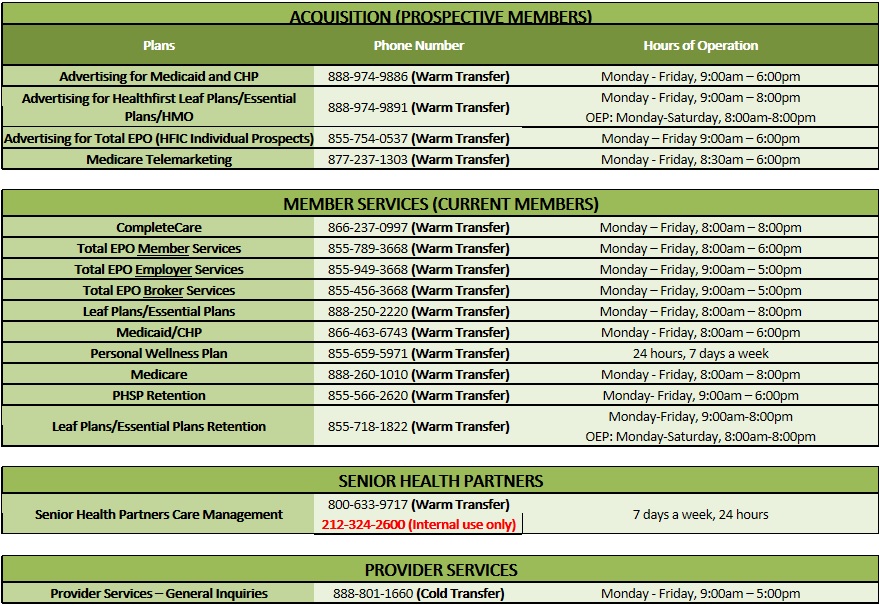 ACQUISITION (PROSPECTIVE MEMBERS)
Plans Phone Number Hours of Operation
Advertising for Medicaid and CHP 888-974-9886 (Warm Transfer) Monday - Friday, 9:00am – 6:00pm
Advertising for Healthfirst Leaf Plans/Essential Plans/HMO 888-974-9891 (Warm Transfer) Monday - Friday, 9:00am – 8:00pm
OEP: Monday-Saturday, 8:00am-8:00pm
Advertising for Total EPO (HFIC Individual Prospects) 855-754-0537 (Warm Transfer) Monday – Friday 9:00am – 6:00pm
Medicare Telemarketing 877-237-1303 (Warm Transfer) Monday - Friday, 8:30am – 6:00pm
MEMBER SERVICES (CURRENT MEMBERS)
CompleteCare 866-237-0997 (Warm Transfer) Monday – Friday, 8:00am – 8:00pm
Total EPO Member Services 855-789-3668 (Warm Transfer) Monday – Friday, 8:00am – 6:00pm
Total EPO Employer Services 855-949-3668 (Warm Transfer) Monday – Friday, 9:00am – 5:00pm
Total EPO Broker Services 855-456-3668 (Warm Transfer) Monday – Friday, 9:00am – 5:00pm
Leaf Plans/Essential Plans 888-250-2220 (Warm Transfer) Monday – Friday, 8:00am – 8:00pm
Medicaid/CHP 866-463-6743 (Warm Transfer) Monday - Friday, 8:00am – 6:00pm
Personal Wellness Plan 855-659-5971 (Warm Transfer) 24 hours, 7 days a week
Medicare 888-260-1010 (Warm Transfer) Monday - Friday, 8:00am – 8:00pm
PHSP Retention 855-566-2620 (Warm Transfer) Monday- Friday, 9:00am – 6:00pm
Leaf Plans/Essential Plans Retention 855-718-1822 (Warm Transfer) Monday-Friday, 9:00am-8:00pm
OEP: Monday-Saturday, 8:00am-8:00pm
SENIOR HEALTH PARTNERS
Senior Health Partners Care Management 800-633-9717 (Warm Transfer) 7 days a week, 24 hours
212-324-2600 (Internal use only)
PROVIDER SERVICES
Provider Services – General Inquiries 888-801-1660 (Cold Transfer) Monday - Friday, 9:00am – 5:00pm